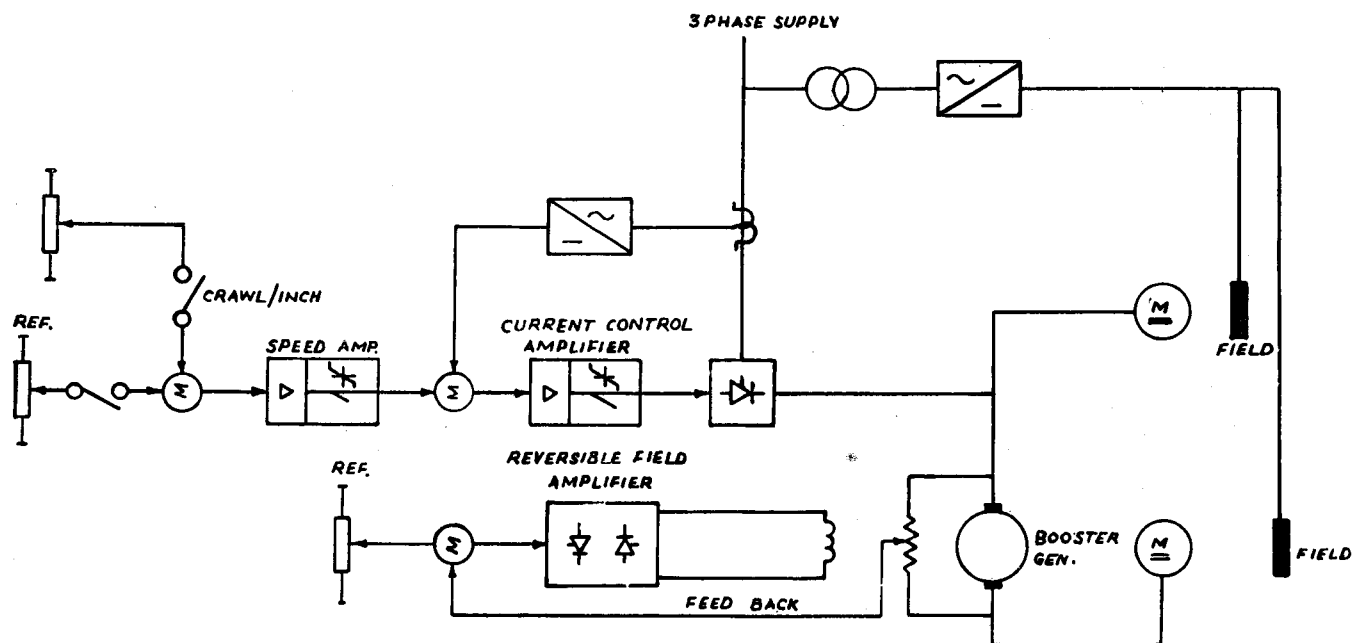 3 PHASE SUPPLY
CRAWL/INCH
REF.
SPEED AMP.
CURRENT CONTROL
AMPLIFIER
M
FIELD
Σ
Σ
REVERSIBLE FIELD
AMPLIFIER
REF.
Σ
BOOSTER
GEN.
M
FIELD
FEED BACK